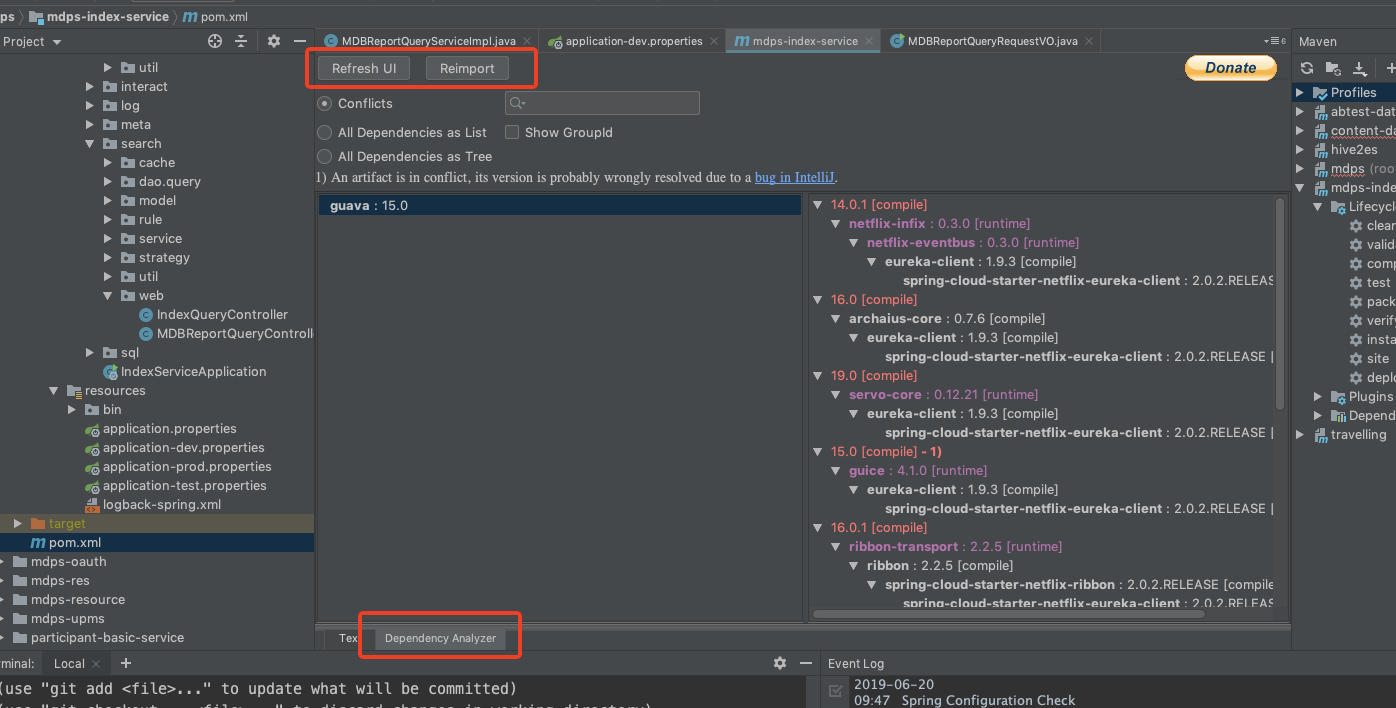 ps mdps-index-service pom.xml
Project
MDBReportQueryServiceImpl.java application-dev.properties mdps-index-service MDBReportQueryRequestVO.java 6
Maven
util
interact
log
meta
search
cache
dao.query
model
rule
service
strategy
util
web
IndexQueryController
MDBReportQueryControll
sql
IndexServiceApplication
resources
bin
application.properties
application-dev.properties
application-prod.properties
application-test.properties
logback-spring.xml
target
pom.xml
mdps-oauth
mdps-res
mdps-resource
mdps-upms
participant-basic-service
Refresh UI Reimport
Donate
Conflicts
All Dependencies as List Show GroupId
All Dependencies as Tree
1) An artifact is in conflict, its version is probably wrongly resolved due to a bug in IntelliJ.
guava : 15.0
14.0.1 [compile]
netflix-infix : 0.3.0 [runtime]
netflix-eventbus : 0.3.0 [runtime]
eureka-client : 1.9.3 [compile]
spring-cloud-starter-netflix-eureka-client : 2.0.2.RELEAS
16.0 [compile]
archaius-core : 0.7.6 [compile]
eureka-client : 1.9.3 [compile]
spring-cloud-starter-netflix-eureka-client : 2.0.2.RELEASE [
19.0 [compile]
servo-core : 0.12.21 [runtime]
eureka-client : 1.9.3 [compile]
spring-cloud-starter-netflix-eureka-client : 2.0.2.RELEASE [
15.0 [compile] - 1)
guice : 4.1.0 [runtime]
eureka-client : 1.9.3 [compile]
spring-cloud-starter-netflix-eureka-client : 2.0.2.RELEASE [
16.0.1 [compile]
ribbon-transport : 2.2.5 [runtime]
ribbon : 2.2.5 [compile]
spring-cloud-starter-netflix-ribbon : 2.0.2.RELEASE [compile
spring-cloud-starter-netflix-eureka-client : 2.0.2.RELEAS
Profiles
abtest-dat
content-da
hive2es
mdps (roo
mdps-inde
Lifecycl
clear
valid
comp
test
pack
verify
insta
site
deplo
Plugins
Depend
travelling
Tex Dependency Analyzer
rminal: Local +
(use "git add <file>..." to update what will be committed)
(use "git checkout -- <file>..." to discard changes in working directory)
Event Log
2019-06-20
09:47 Spring Configuration Check